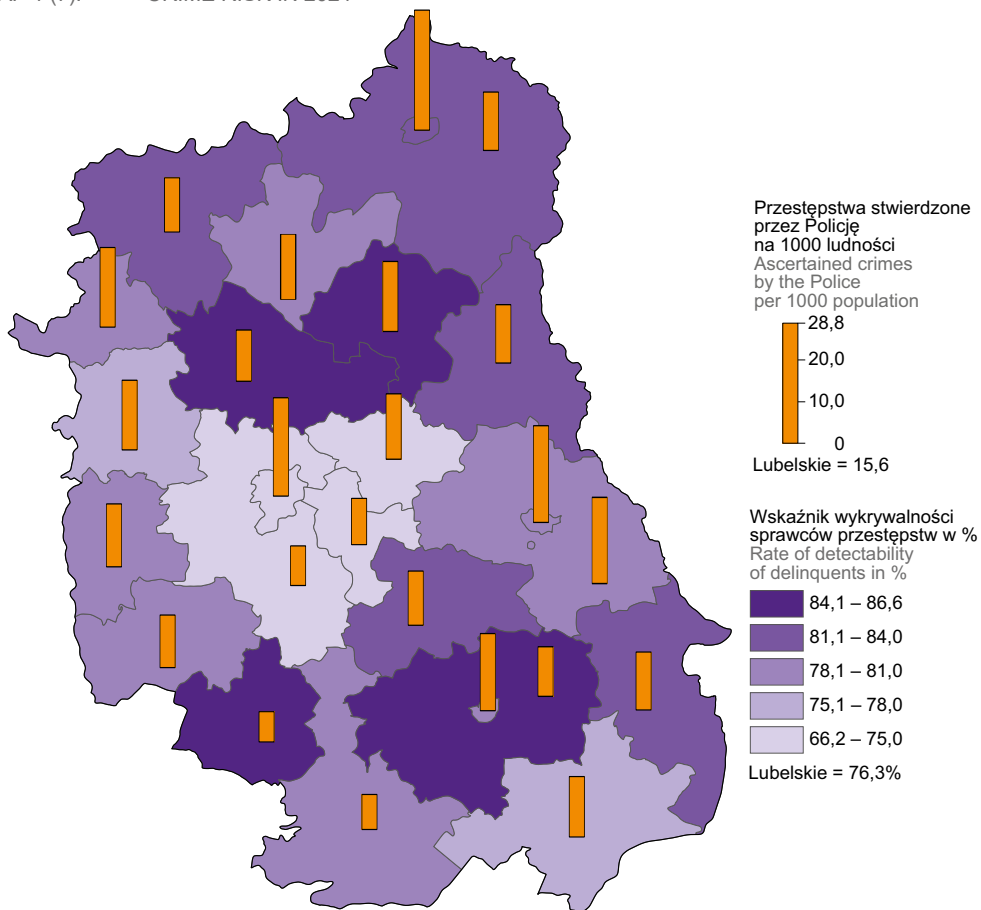 Przestępstwa stwierdzone
przez Policję
na 1000 ludności
Ascertained crimes
by the Police
per 1000 population
28,8
20,0
10,0
0
Lubelskie = 15,6
Wskaźnik wykrywalności
sprawców przestępstw w %
Rate of detectability
of delinquents in %
84,1 – 86,6
81,1 – 84,0
78,1 – 81,0
75,1 – 78,0
66,2 – 75,0
Lubelskie = 76,3%